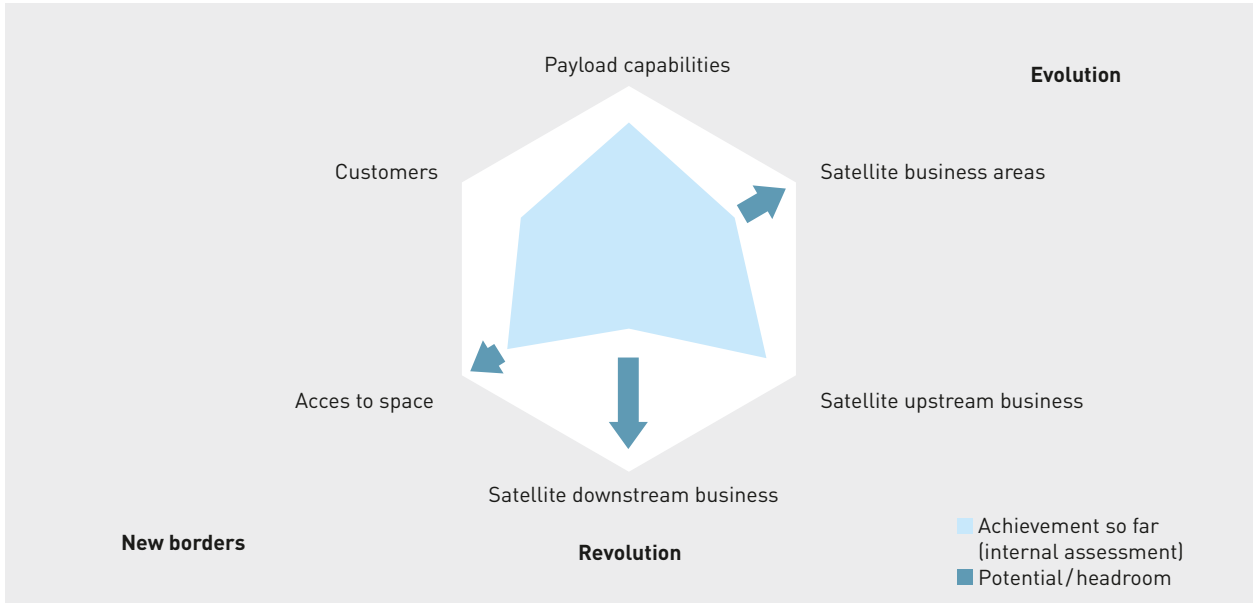 Payload capabilities
Evolution
Customers
Satellite business areas
Acces to space
Satellite upstream business
Satellite downstream business
New borders
Revolution
Achievement so far
(internal assessment)
Potential/headroom